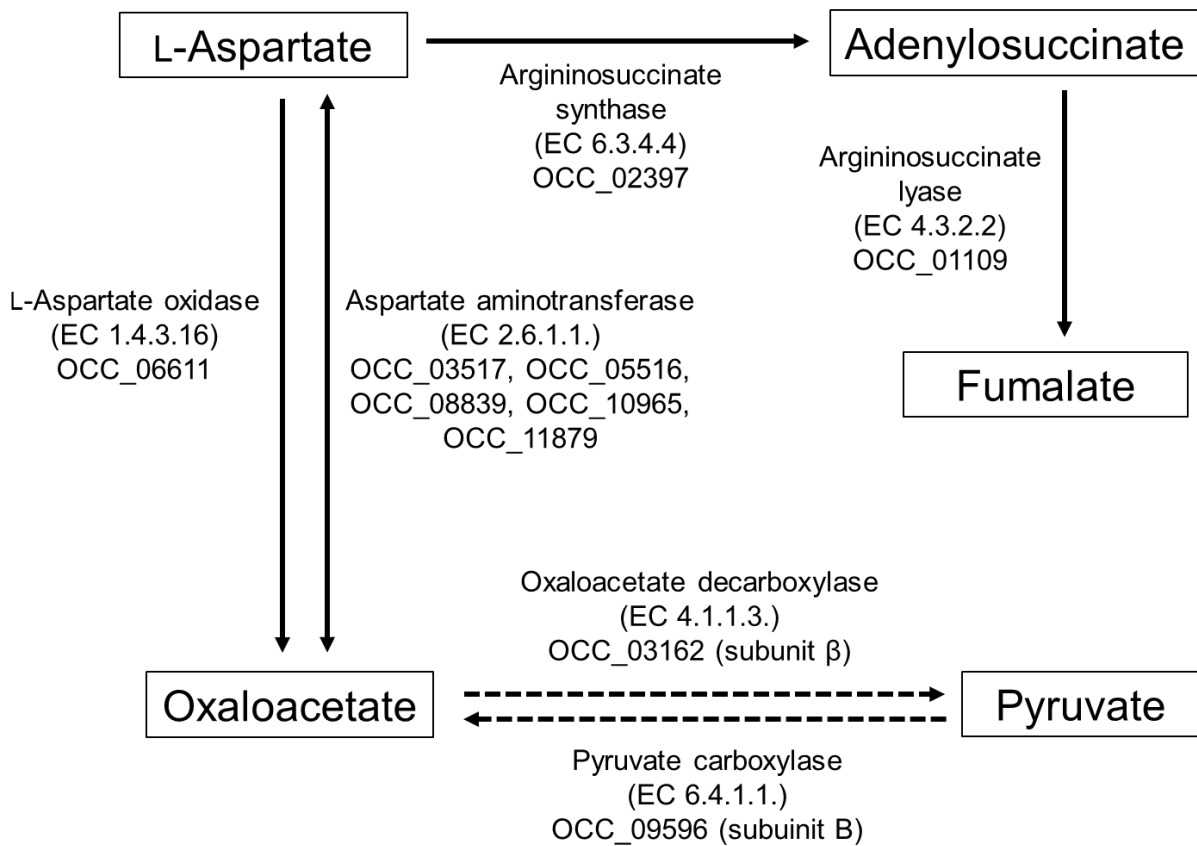 L-Aspartate
Adenylosuccinate
Argininosuccinate
synthase
(EC 6.3.4.4)
OCC_02397
Argininosuccinate
lyase
(EC 4.3.2.2)
OCC_01109
L-Aspartate oxidase
(EC 1.4.3.16)
OCC_06611
Aspartate aminotransferase
(EC 2.6.1.1.)
OCC_03517, OCC_05516,
OCC_08839, OCC_10965,
OCC_11879
Fumalate
Oxaloacetate decarboxylase
(EC 4.1.1.3.)
OCC_03162 (subunit β)
Oxaloacetate
Pyruvate
Pyruvate carboxylase
(EC 6.4.1.1.)
OCC_09596 (subuinit B)